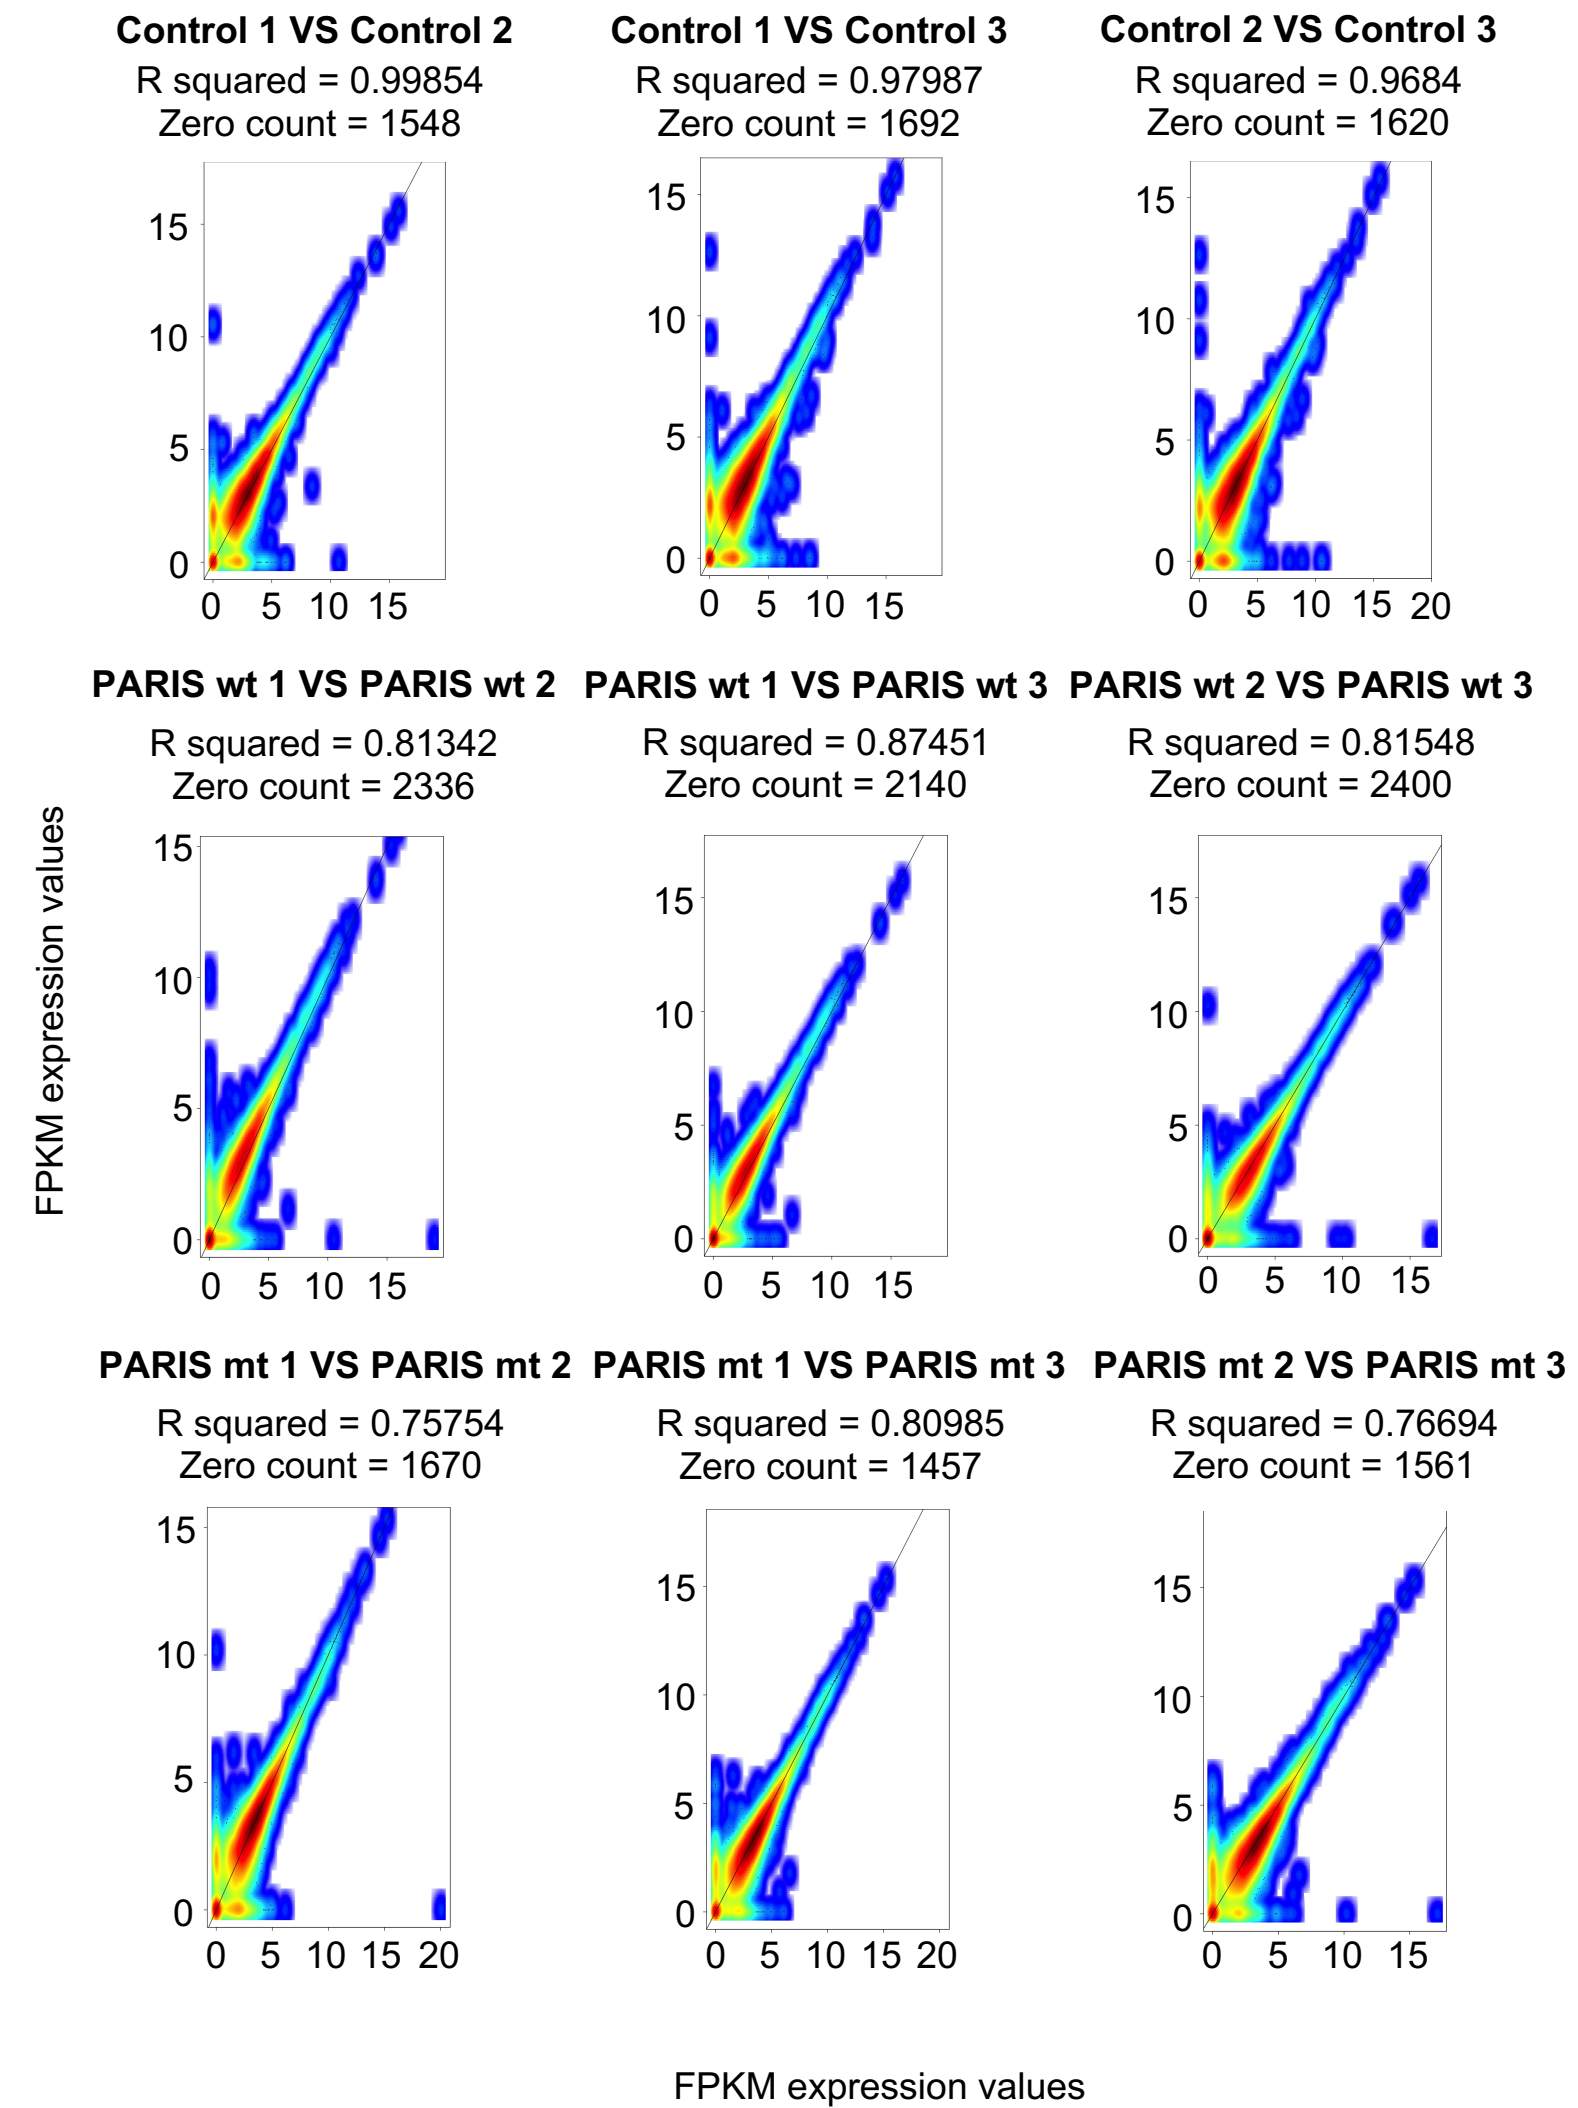 Control 1 VS Control 2
R squared = 0.99854
Zero count = 1548
15
10
5
0
0 5 10 15
Control 1 VS Control 3
R squared = 0.97987
Zero count = 1692
15
10
5
0
0 5 10 15
Control 2 VS Control 3
R squared = 0.9684
Zero count = 1620
15
10
5
0
0 5 10 15 20
FPKM expression values
PARIS wt 1 VS PARIS wt 2
R squared = 0.81342
Zero count = 2336
15
10
5
0
0 5 10 15
PARIS wt 1 VS PARIS wt 3
R squared = 0.87451
Zero count = 2140
15
10
5
0
0 5 10 15
PARIS wt 2 VS PARIS wt 3
R squared = 0.81548
Zero count = 2400
15
10
5
0
0 5 10 15
PARIS mt 1 VS PARIS mt 2
R squared = 0.75754
Zero count = 1670
15
10
5
0
0 5 10 15 20
PARIS mt 1 VS PARIS mt 3
R squared = 0.80985
Zero count = 1457
15
10
5
0
0 5 10 15 20
PARIS mt 2 VS PARIS mt 3
R squared = 0.76694
Zero count = 1561
15
10
5
0
0 5 10 15
FPKM expression values